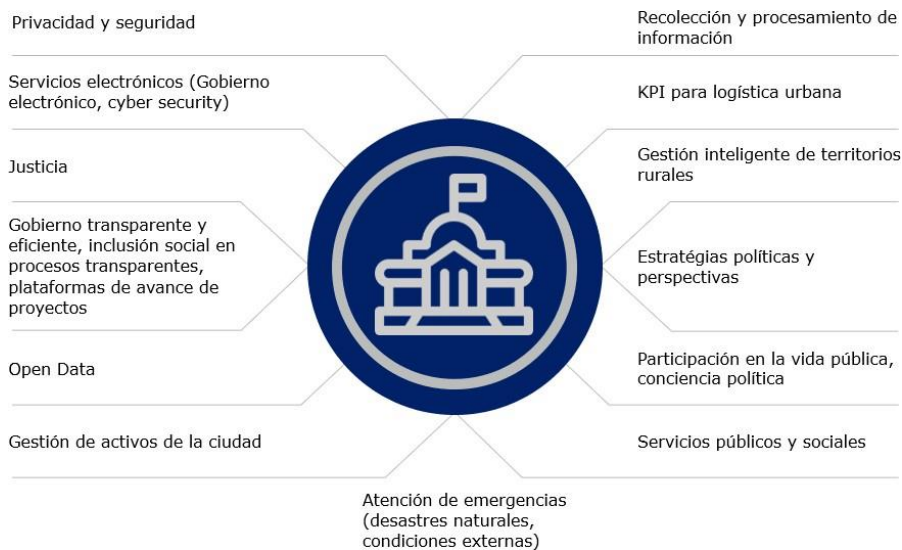 Privacidad y seguridad
Servicios electrónicos (Gobierno
electrónico, cyber security)
Justicia
Gobierno transparente y
eficiente, inclusión social en
procesos transparentes,
plataformas de avance de
proyectos
Open Data
Gestión de activos de la ciudad
Recolección y procesamiento de
información
KPI para logística urbana
Gestión inteligente de territorios
rurales
Estratégias políticas y
perspectivas
Participación en la vida pública,
conciencia política
Servicios públicos y sociales
Atención de emergencias
(desastres naturales,
condiciones externas)